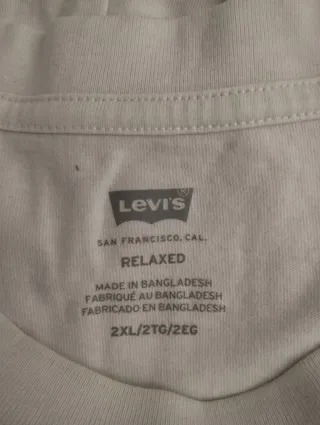 Levi's®
SAN FRANCISCO, CAL.
RELAXED
MADE IN BANGLADESH
FABRIQUÉ AU BANGLADESH
FABRICADO EN BANGLADESH
2XL/2TG/2EG